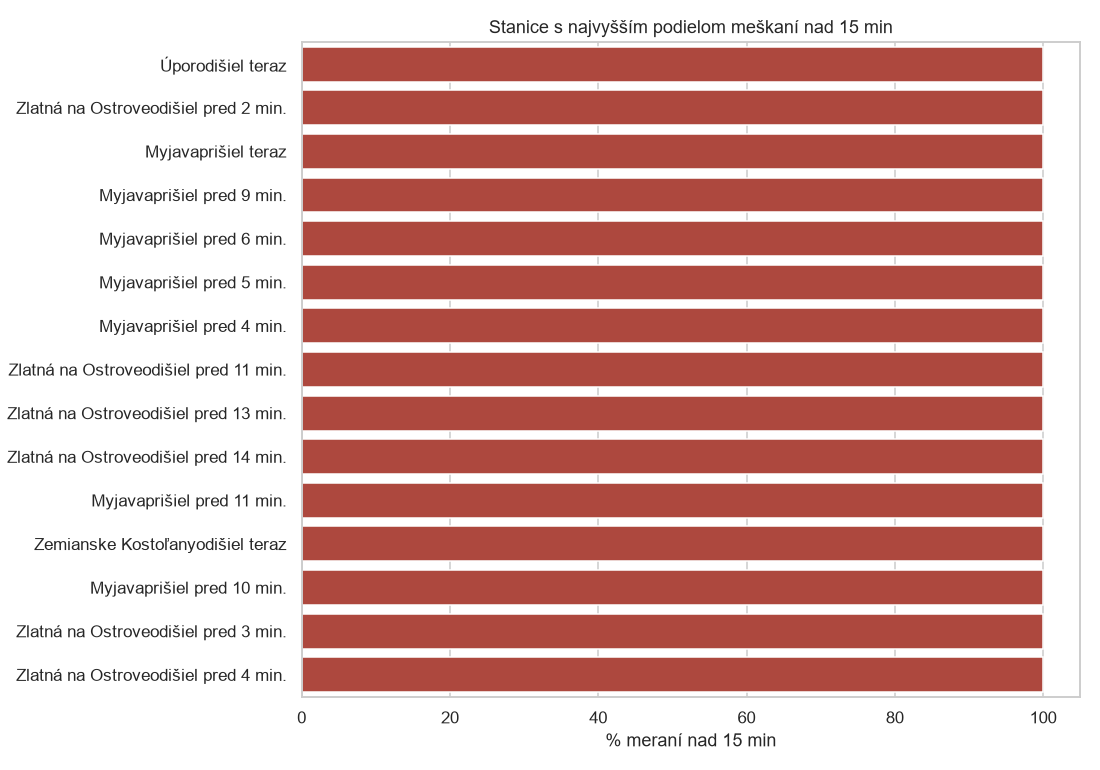 Stanice s najvyšším podielom meškaní nad 15 min
Úporodišiel teraz
Zlatná na Ostroveodišiel pred 2 min.
Myjavaprišiel teraz
Myjavaprišiel pred 9 min.
Myjavaprišiel pred 6 min.
Myjavaprišiel pred 5 min.
Myjavaprišiel pred 4 min.
Zlatná na Ostroveodišiel pred 11 min.
Zlatná na Ostroveodišiel pred 13 min.
Zlatná na Ostroveodišiel pred 14 min.
Myjavaprišiel pred 11 min.
Zemianske Kostoľanyodišiel teraz
Myjavaprišiel pred 10 min.
Zlatná na Ostroveodišiel pred 3 min.
Zlatná na Ostroveodišiel pred 4 min.
0 20 40 60 80 100
% meraní nad 15 min